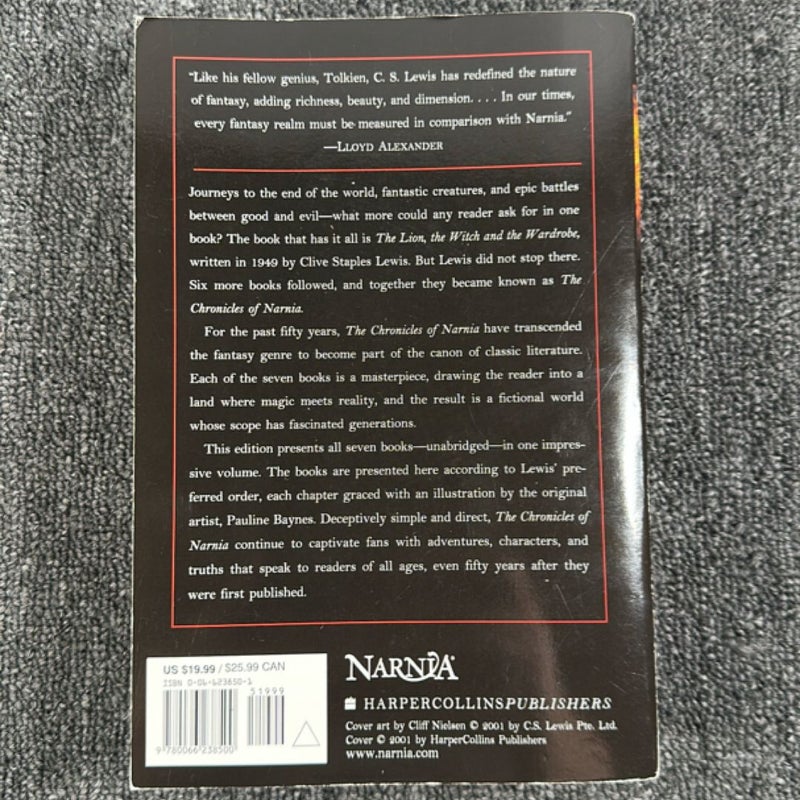 "Like his fellow genius, Tolkien, C. S. Lewis has redefined the nature
of fantasy, adding richness, beauty, and dimension. . . . In our times,
every fantasy realm must be measured in comparison with Narnia."
—LLOYD ALEXANDER
Journeys to the end of the world, fantastic creatures, and epic battles
between good and evil—what more could any reader ask for in one
book? The book that has it all is The Lion, the Witch and the Wardrobe,
written in 1949 by Clive Staples Lewis. But Lewis did not stop there.
Six more books followed, and together they became known as The
Chronicles of Narnia.
For the past fifty years, The Chronicles of Narnia have transcended
the fantasy genre to become part of the canon of classic literature.
Each of the seven books is a masterpiece, drawing the reader into a
land where magic meets reality, and the result is a fictional world
whose scope has fascinated generations.
This edition presents all seven books—unabridged—in one impres-
sive volume. The books are presented here according to Lewis' pre-
ferred order, each chapter graced with an illustration by the original
artist, Pauline Baynes. Deceptively simple and direct, The Chronicles of
Narnia continue to captivate fans with adventures, characters, and
truths that speak to readers of all ages, even fifty years after they
were first published.
US $19.99 / $25.99 CAN
ISBN 0-06-623850-1
51999
9 780066 238500
NARNIA
HARPERCOLLINSPUBLISHERS
Cover art by Cliff Nielsen © 2001 by C.S. Lewis Pte. Ltd.
Cover © 2001 by HarperCollins Publishers
www.narnia.com